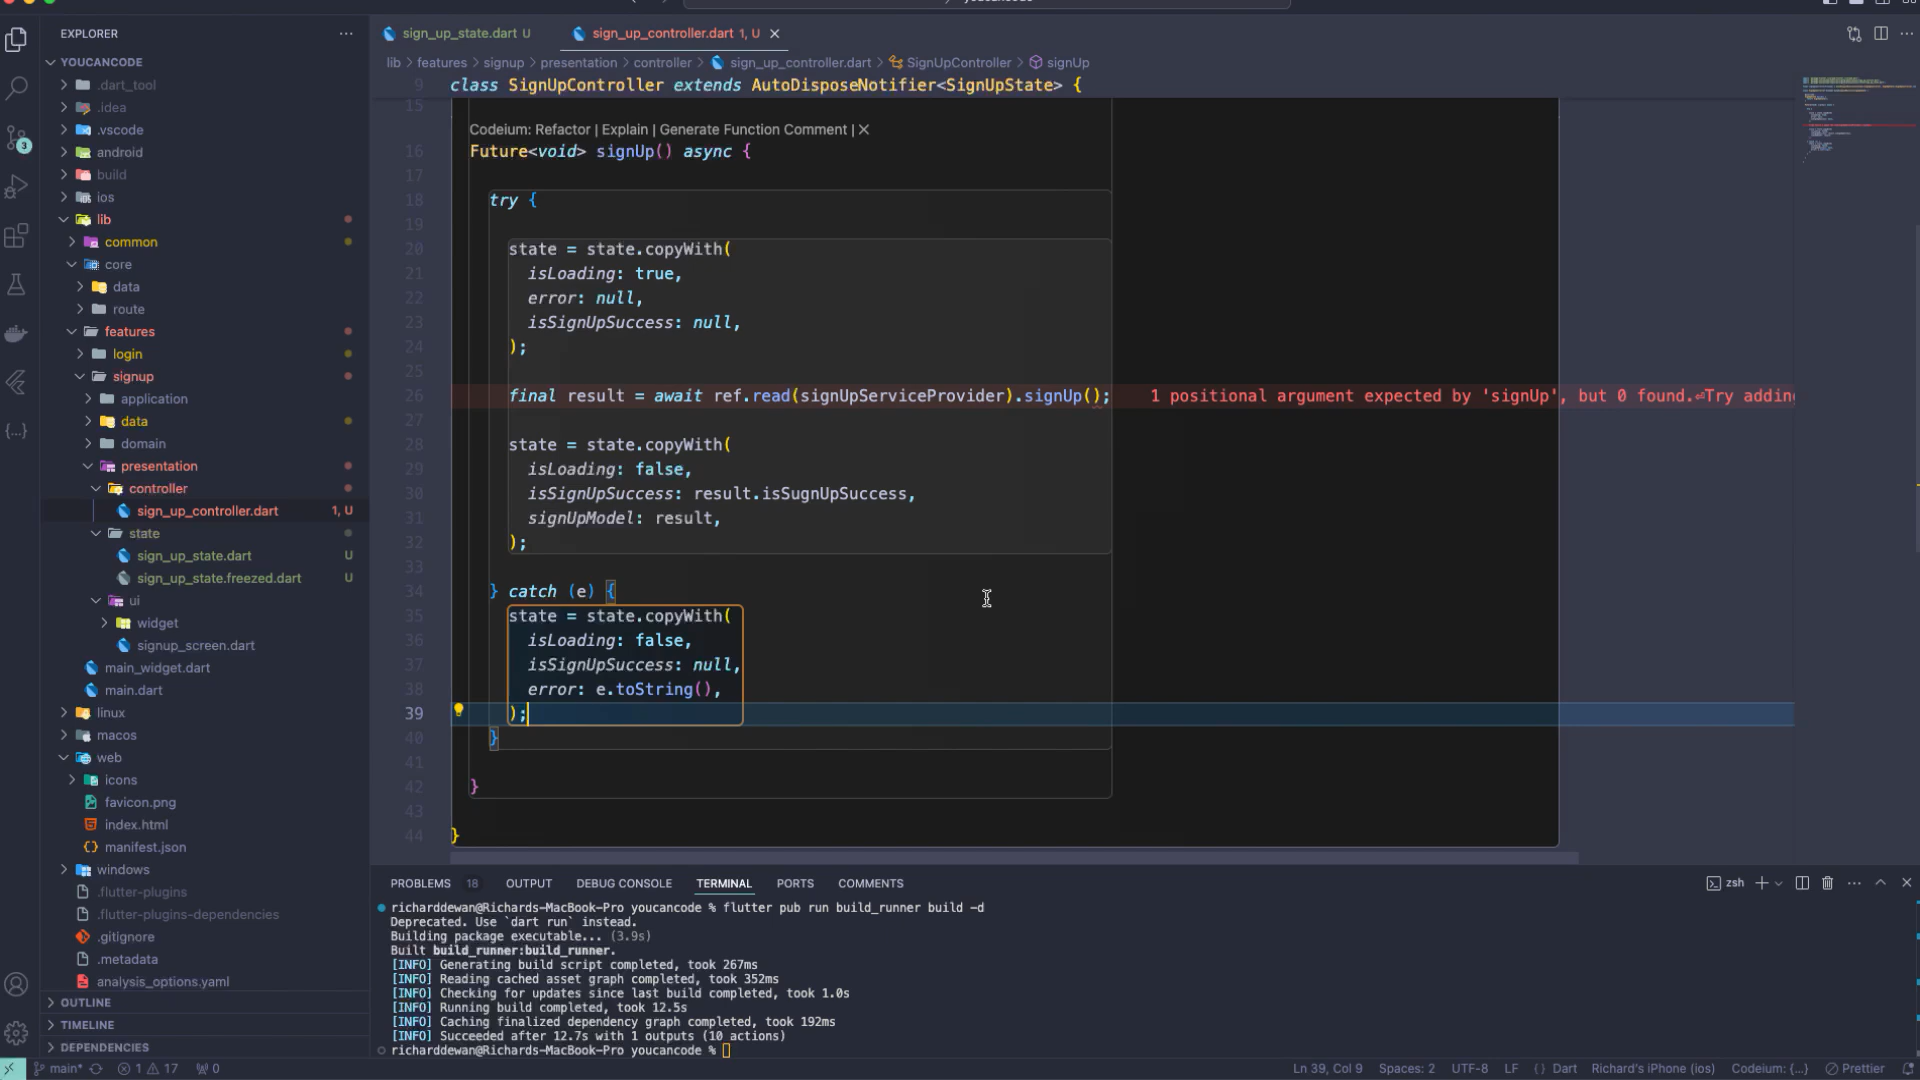 EXPLORER
YOUCANCODE
.dart_tool
.idea
.vscode
android
build
ios
lib
common
core
data
route
features
login
signup
application
data
domain
presentation
controller
sign_up_controller.dart 1, U
state
sign_up_state.dart U
sign_up_state.freezed.dart U
ui
widget
signup_screen.dart
main_widget.dart
main.dart
linux
macos
web
icons
favicon.png
index.html
manifest.json
windows
.flutter-plugins
.flutter-plugins-dependencies
.gitignore
.metadata
analysis_options.yaml
OUTLINE
TIMELINE
DEPENDENCIES
3
sign_up_state.dart U
sign_up_controller.dart 1, U
lib > features > signup > presentation > controller > sign_up_controller.dart > SignUpController > signUp
9 class SignUpController extends AutoDisposeNotifier<SignUpState> {
15
Codeium: Refactor | Explain | Generate Function Comment | ✕
16 Future<void> signUp() async {
17
18 try {
19
20 state = state.copyWith(
21 isLoading: true,
22 error: null,
23 isSignUpSuccess: null,
24 );
25
26 final result = await ref.read(signUpServiceProvider).signUp(); 1 positional argument expected by 'signUp', but 0 found.⏎Try adding
27
28 state = state.copyWith(
29 isLoading: false,
30 isSignUpSuccess: result.isSugnUpSuccess,
31 signUpModel: result,
32 );
33
34 } catch (e) {
35 state = state.copyWith(
36 isLoading: false,
37 isSignUpSuccess: null,
38 error: e.toString(),
39 );
40 }
41
42 }
43
44 }
PROBLEMS 18 OUTPUT DEBUG CONSOLE TERMINAL PORTS COMMENTS
zsh
richarddewan@Richards-MacBook-Pro youcancode % flutter pub run build_runner build -d
Deprecated. Use `dart run` instead.
Building package executable... (3.9s)
Built build_runner:build_runner.
[INFO] Generating build script completed, took 267ms
[INFO] Reading cached asset graph completed, took 352ms
[INFO] Checking for updates since last build completed, took 1.0s
[INFO] Running build completed, took 12.5s
[INFO] Caching finalized dependency graph completed, took 192ms
[INFO] Succeeded after 12.7s with 1 outputs (10 actions)
richarddewan@Richards-MacBook-Pro youcancode %
main* 1 17 0 Ln 39, Col 9 Spaces: 2 UTF-8 LF {} Dart Richard's iPhone (ios) Codeium: {...} Prettier